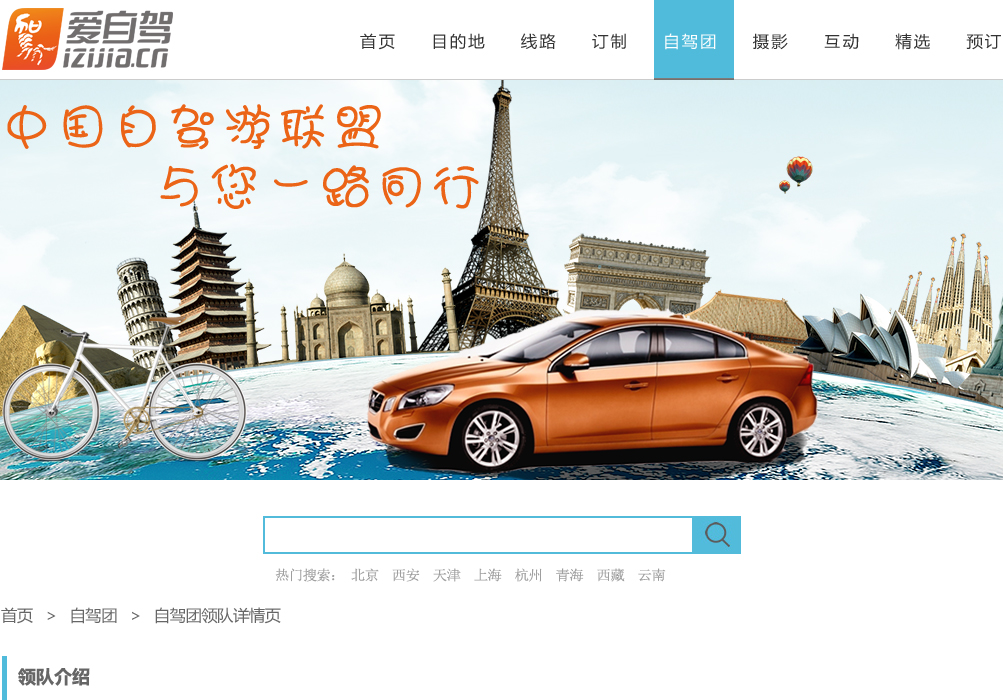 爱自驾
izijia.cn
首页 目的地 线路 订制 自驾团 摄影 互动 精选 预订
中国自驾游联盟
与您一路同行
热门搜索： 北京 西安 天津 上海 杭州 青海 西藏 云南
首页 > 自驾团 > 自驾团领队详情页
领队介绍